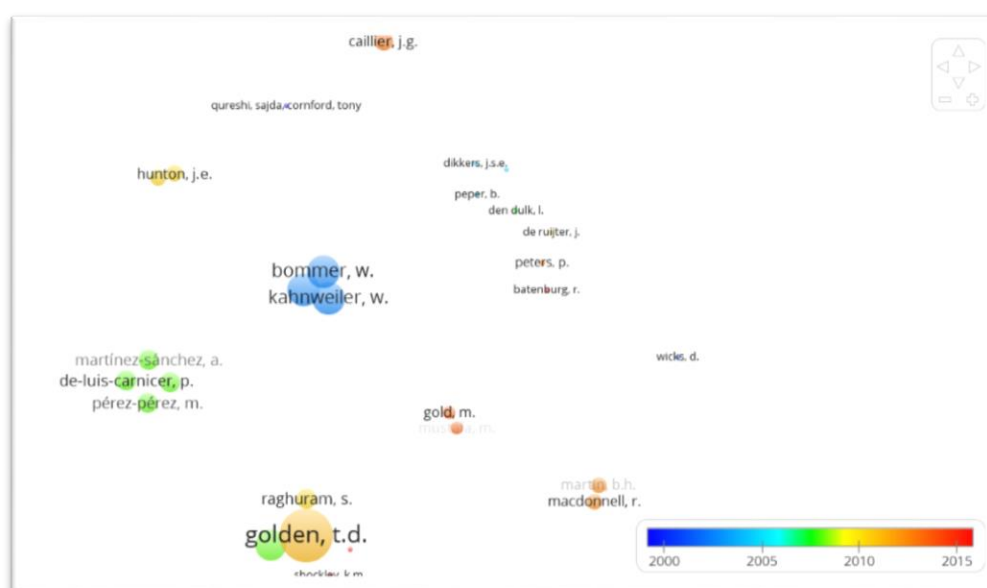 caillier, j.g.
qureshi, sajda/cornford, tony
dikkers, j.s.e.
hunton, j.e.
peper, b.
den dulk, l.
de ruijter, j.
peters, p.
bommer, w.
batenburg, r.
kahnweiler, w.
wicks, d.
martínez-sánchez, a.
de-luis-carnicer, p.
pérez-pérez, m.
gold, m.
martin, b.h.
raghuram, s.
macdonnell, r.
golden, t.d.
shockley, k.m
2000 2005 2010 2015